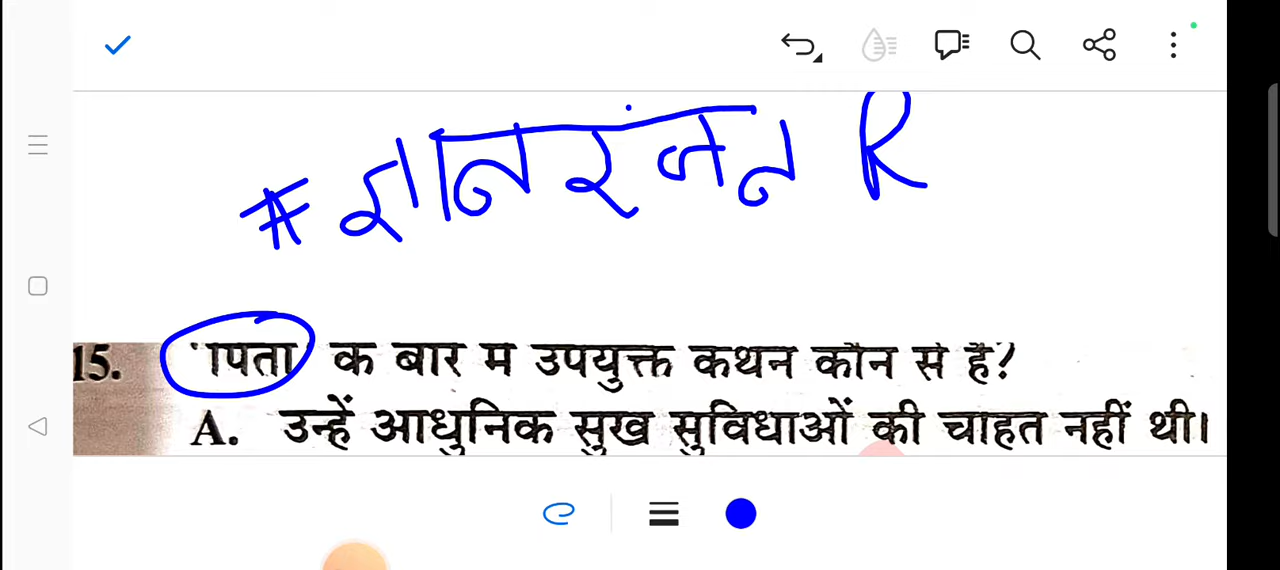 # ज्ञानरंजन R
15. 'पिता' के बारे में उपयुक्त कथन कौन से हैं?
A. उन्हें आधुनिक सुख सुविधाओं की चाहत नहीं थी।